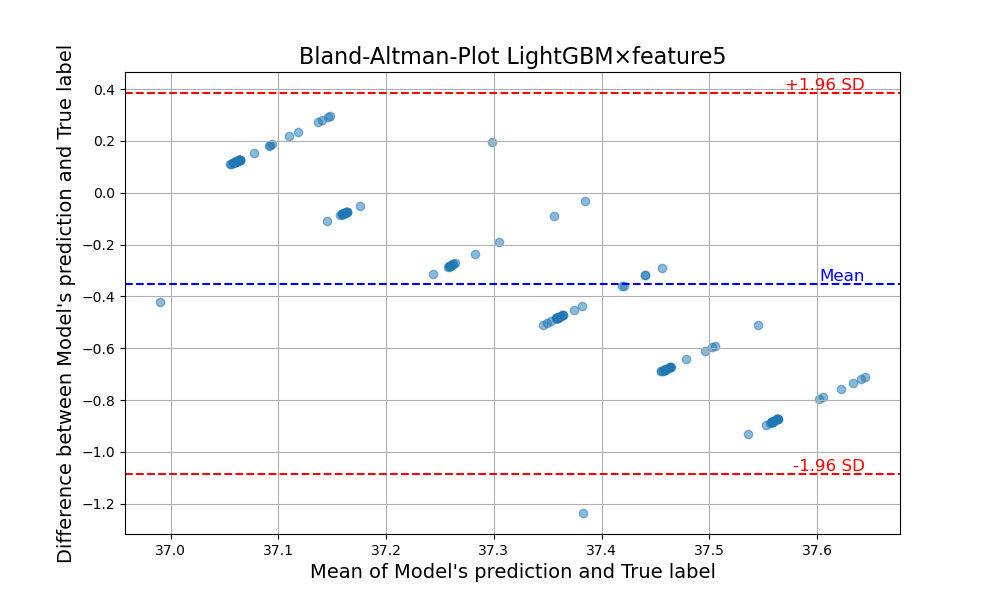 Bland-Altman-Plot LightGBM×feature5
Difference between Model's prediction and True label
0.4
0.2
0.0
−0.2
−0.4
−0.6
−0.8
−1.0
−1.2
+1.96 SD
Mean
-1.96 SD
37.0 37.1 37.2 37.3 37.4 37.5 37.6
Mean of Model's prediction and True label